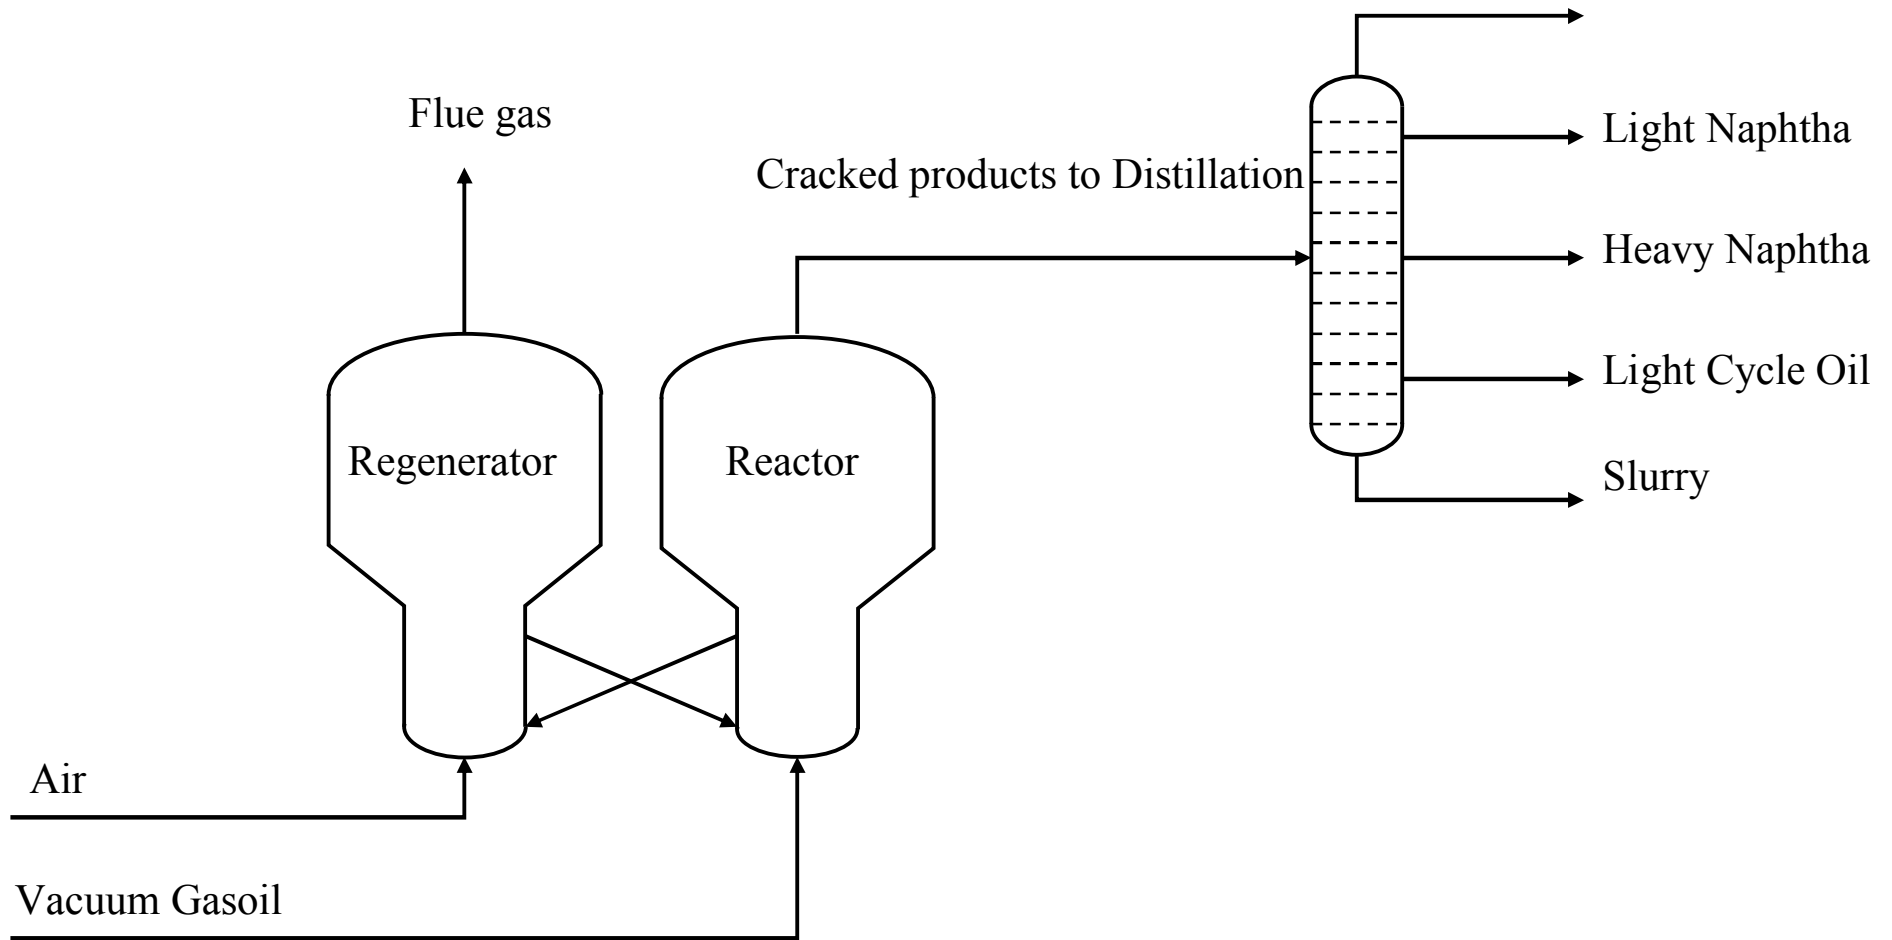 Flue gas
Light Naphtha
Cracked products to Distillation
Heavy Naphtha
Light Cycle Oil
Regenerator
Reactor
Slurry
Air
Vacuum Gasoil